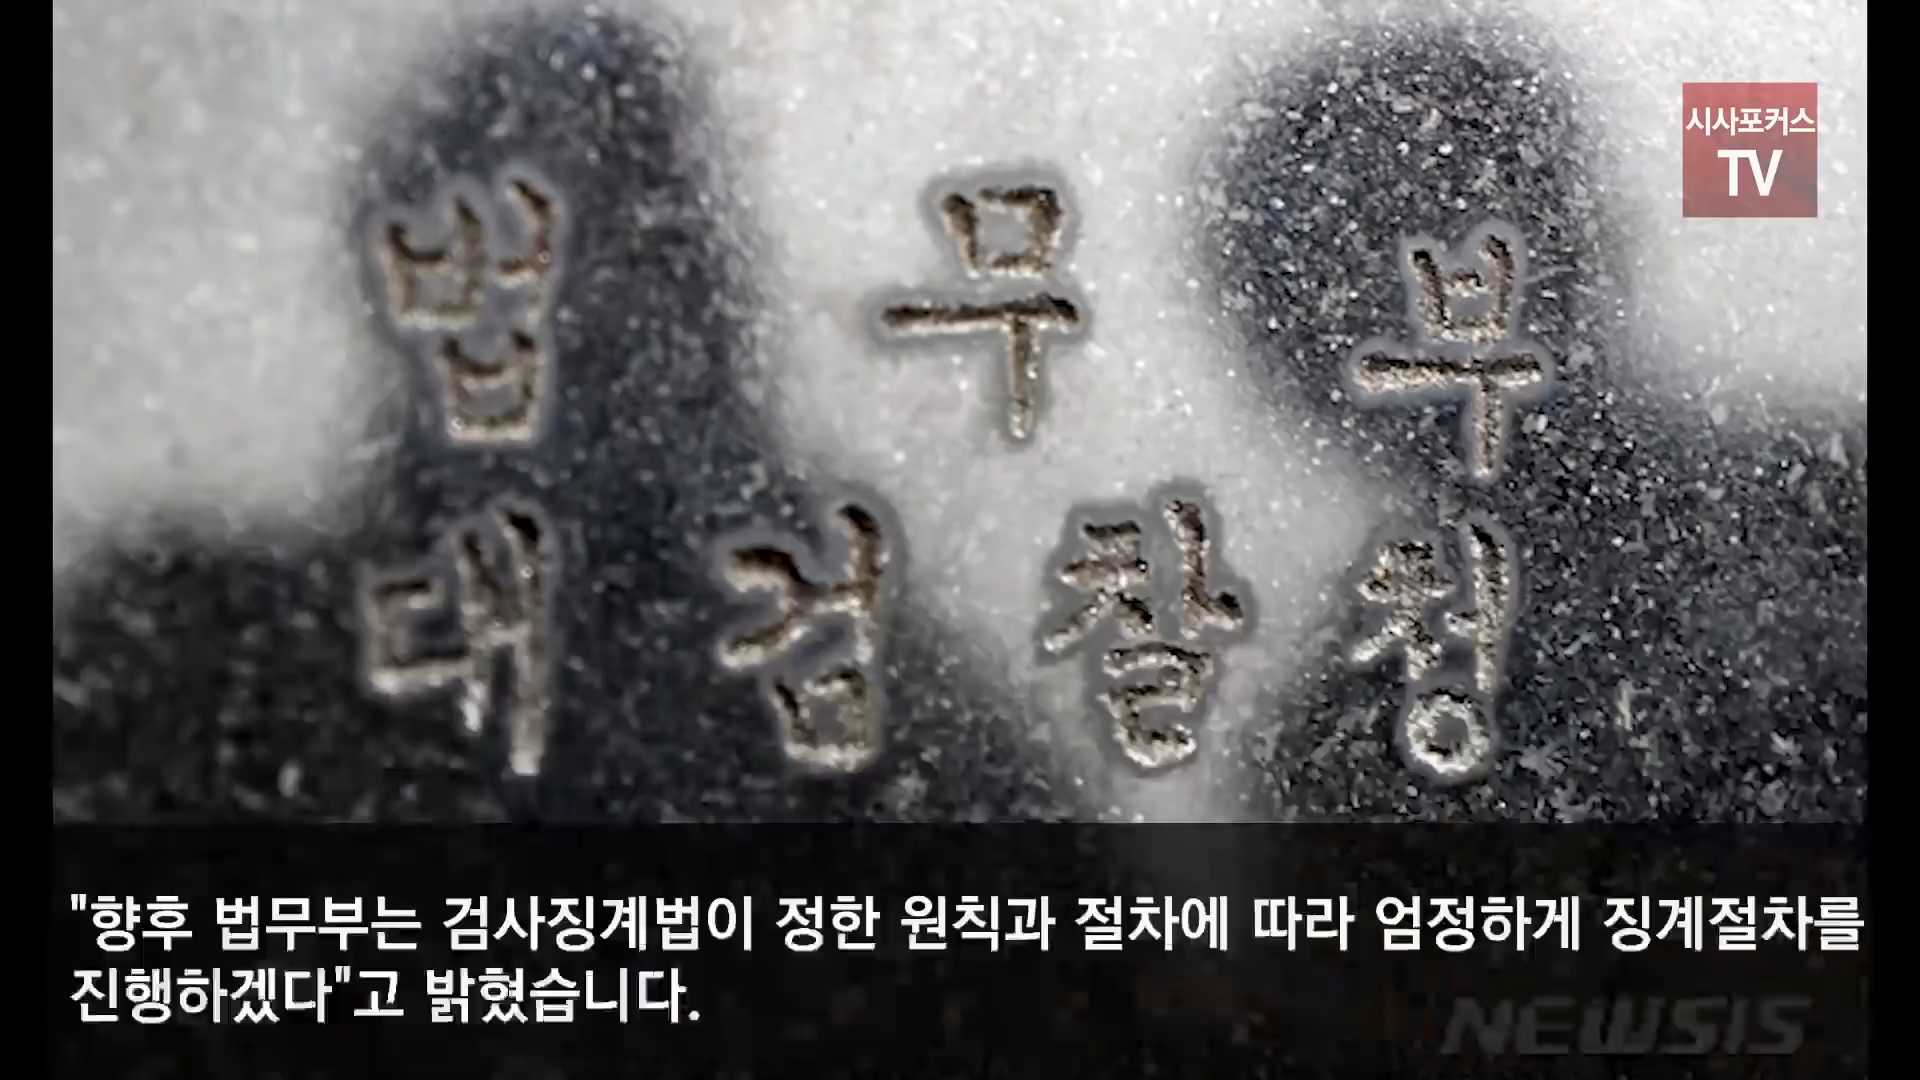 시사포커스
TV
법무부
대검찰청
"향후 법무부는 검사징계법이 정한 원칙과 절차에 따라 엄정하게 징계절차를
진행하겠다"고 밝혔습니다.
NEWSIS